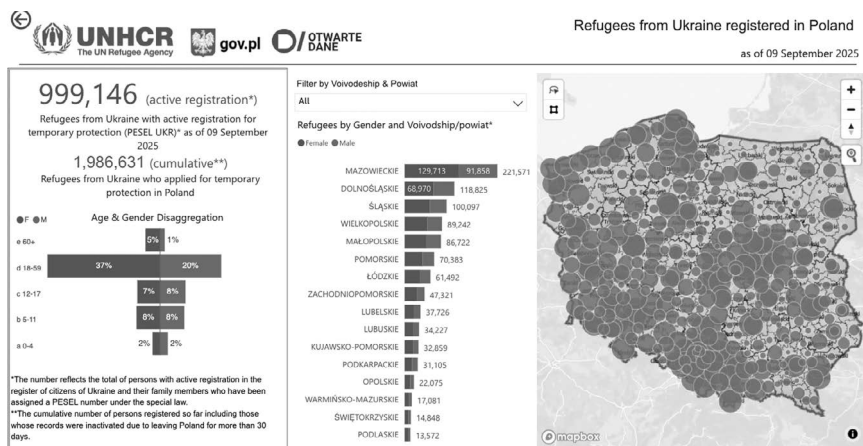 UNHCR
The UN Refugee Agency
gov.pl
OTWARTE
DANE
Refugees from Ukraine registered in Poland
as of 09 September 2025
999,146 (active registration*)
Refugees from Ukraine with active registration for
temporary protection (PESEL UKR)* as of 09 September
2025
1,986,631 (cumulative**)
Refugees from Ukraine who applied for temporary
protection in Poland
F M
Age & Gender Disaggregation
e 60+ 5% 1%
d 18-59 37% 20%
c 12-17 7% 8%
b 5-11 8% 8%
a 0-4 2% 2%
*The number reflects the total of persons with active registration in the
register of citizens of Ukraine and their family members who have been
assigned a PESEL number under the special law.
**The cumulative number of persons registered so far including those
whose records were inactivated due to leaving Poland for more than 30
days.
Filter by Voivodeship & Powiat
All
Refugees by Gender and Voivodship/powiat*
Female Male
MAZOWIECKIE 129,713 91,858 221,571
DOLNOŚLĄSKIE 68,970 118,825
ŚLĄSKIE 100,097
WIELKOPOLSKIE 89,242
MAŁOPOLSKIE 86,722
POMORSKIE 70,383
ŁÓDZKIE 61,492
ZACHODNIOPOMORSKIE 47,321
LUBELSKIE 37,726
LUBUSKIE 34,227
KUJAWSKO-POMORSKIE 32,859
PODKARPACKIE 31,105
OPOLSKIE 22,075
WARMIŃSKO-MAZURSKIE 17,081
ŚWIĘTOKRZYSKIE 14,848
PODLASKIE 13,572
mapbox